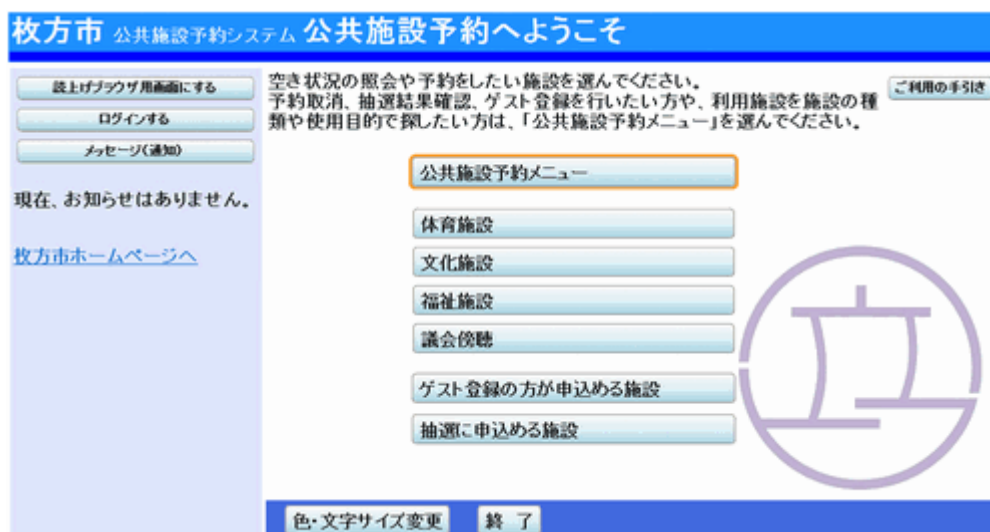 枚方市 公共施設予約システム 公共施設予約へようこそ
読上げブラウザ用画面にする
ログインする
メッセージ(通知)
現在、お知らせはありません。
枚方市ホームページへ
空き状況の照会や予約をしたい施設を選んでください。
予約取消、抽選結果確認、ゲスト登録を行いたい方や、利用施設を施設の種
類や使用目的で探したい方は、「公共施設予約メニュー」を選んでください。
ご利用の手引き
公共施設予約メニュー
体育施設
文化施設
福祉施設
議会傍聴
ゲスト登録の方が申込める施設
抽選に申込める施設
色・文字サイズ変更
終 了